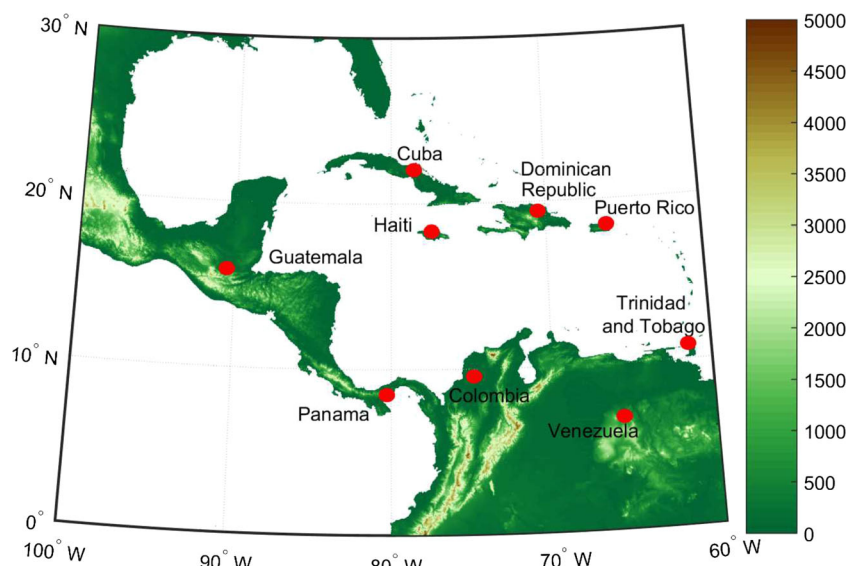 30° N
5000
4500
4000
3500
3000
2500
2000
1500
1000
500
0
Cuba
Dominican
Republic
20° N
Puerto Rico
Haiti
Guatemala
Trinidad
and Tobago
10° N
Colombia
Panama
Venezuela
0°
100° W
90° W
80° W
70° W
60° W